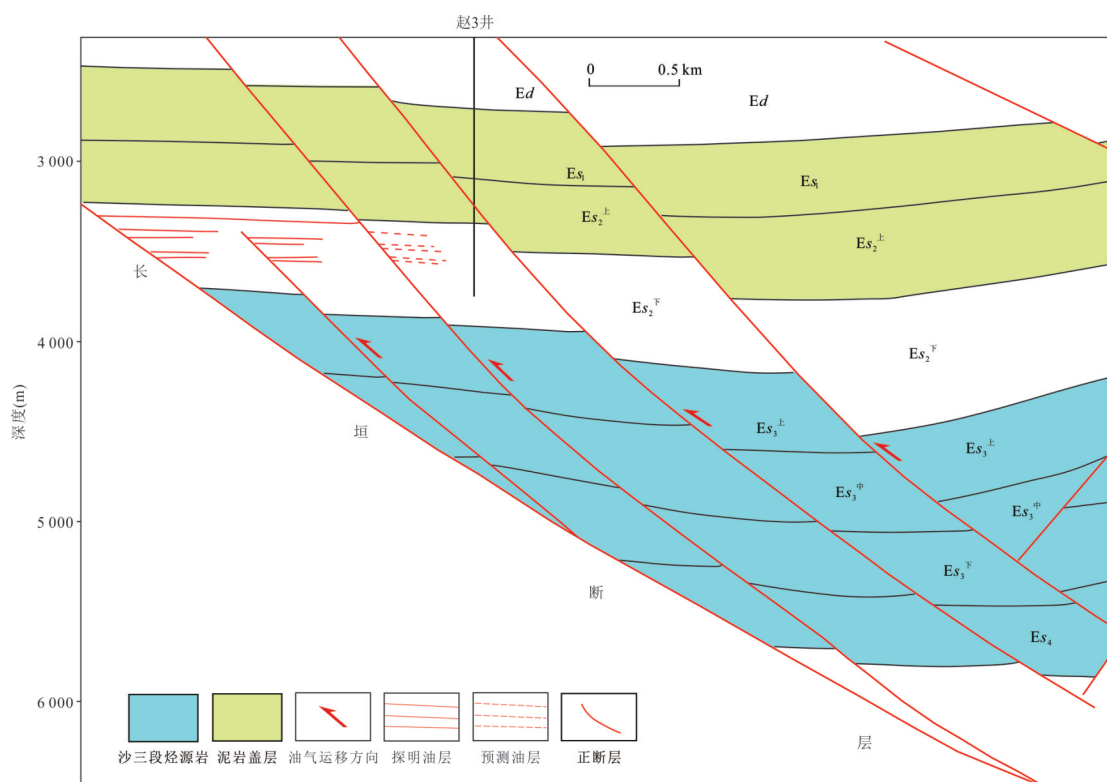 赵3井
0 0.5 km
Ed
Ed
3 000
Es₁
Es₁
Es₂上
Es₂上
长
Es₂下
Es₂下
4 000
深度(m)
垣
Es₃上
Es₃上
Es₃中
Es₃中
5 000
Es₃下
断
Es₄
6 000
层
沙三段烃源岩
泥岩盖层
油气运移方向
探明油层
预测油层
正断层